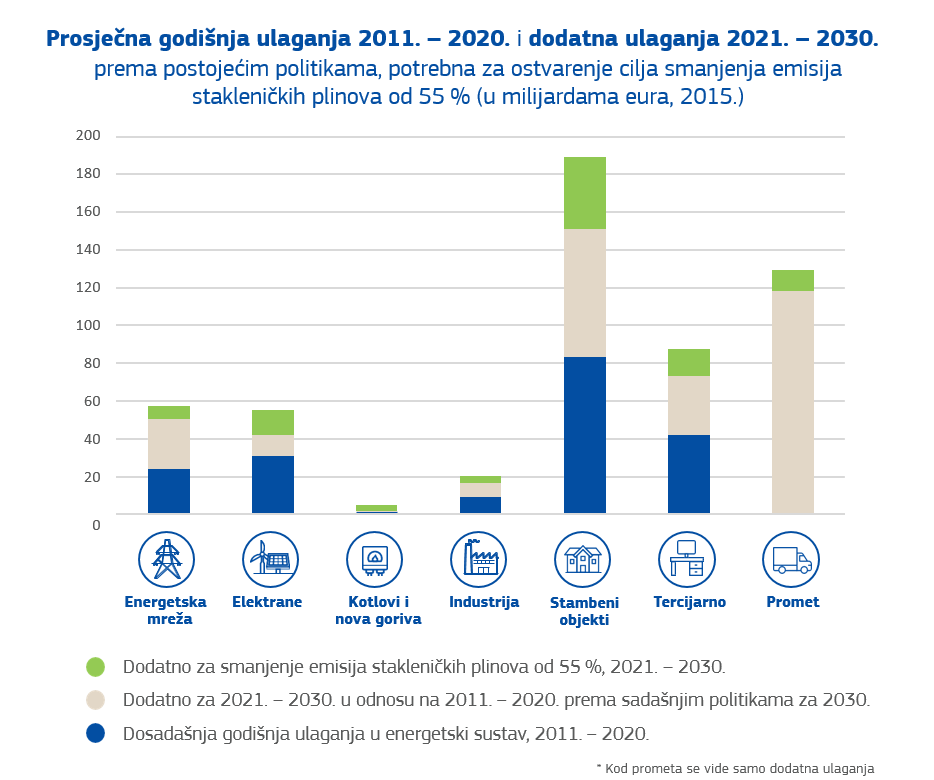 Prosječna godišnja ulaganja 2011. – 2020. i dodatna ulaganja 2021. – 2030.
prema postojećim politikama, potrebna za ostvarenje cilja smanjenja emisija
stakleničkih plinova od 55 % (u milijardama eura, 2015.)
200
180
160
140
120
100
80
60
40
20
0
Energetska
mreža
Elektrane
Kotlovi i
nova goriva
Industrija
Stambeni
objekti
Tercijarno
Promet
Dodatno za smanjenje emisija stakleničkih plinova od 55 %, 2021. – 2030.
Dodatno za 2021. – 2030. u odnosu na 2011. – 2020. prema sadašnjim politikama za 2030.
Dosadašnja godišnja ulaganja u energetski sustav, 2011. – 2020.
* Kod prometa se vide samo dodatna ulaganja